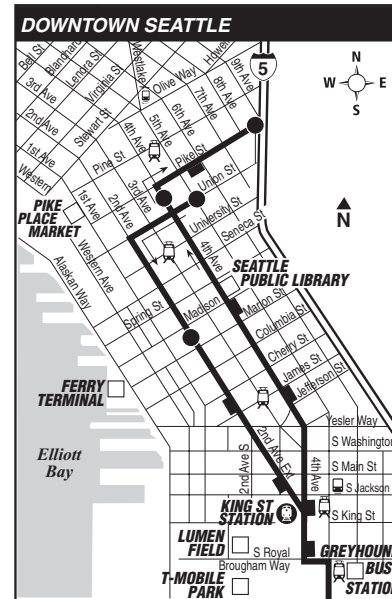 DOWNTOWN SEATTLE
Bell St
Blanchard
Lenora St
Virginia St
Westlake
Olive Way
Howell
9th Ave
8th Ave
7th Ave
6th Ave
5th Ave
4th Ave
3rd Ave
2nd Ave
1st Ave
Western
Stewart St
Pine St
Pike St
Union St
University St
Seneca St
5
N
W
E
S
N
PIKE
PLACE
MARKET
1st Ave
2nd Ave
3rd Ave
4th Ave
Western Ave
Alaskan Way
SEATTLE
PUBLIC LIBRARY
Spring St
Madison
Marion St
Columbia St
Cherry St
James St
Jefferson St
FERRY
TERMINAL
Elliott
Bay
Yesler Way
S Washington
S Main St
S Jackson
S King St
2nd Ave S
2nd Ave Ext
4th Ave
KING ST
STATION
LUMEN
FIELD
S Royal
Brougham Way
T-MOBILE
PARK
GREYHOUND
BUS
STATION